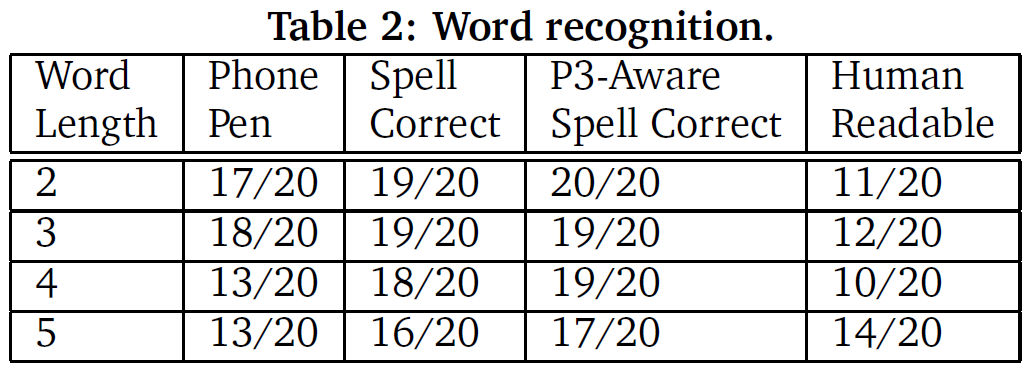 Table 2: Word recognition.
Word Length Phone Pen Spell Correct P3-Aware Spell Correct Human Readable
2 17/20 19/20 20/20 11/20
3 18/20 19/20 19/20 12/20
4 13/20 18/20 19/20 10/20
5 13/20 16/20 17/20 14/20